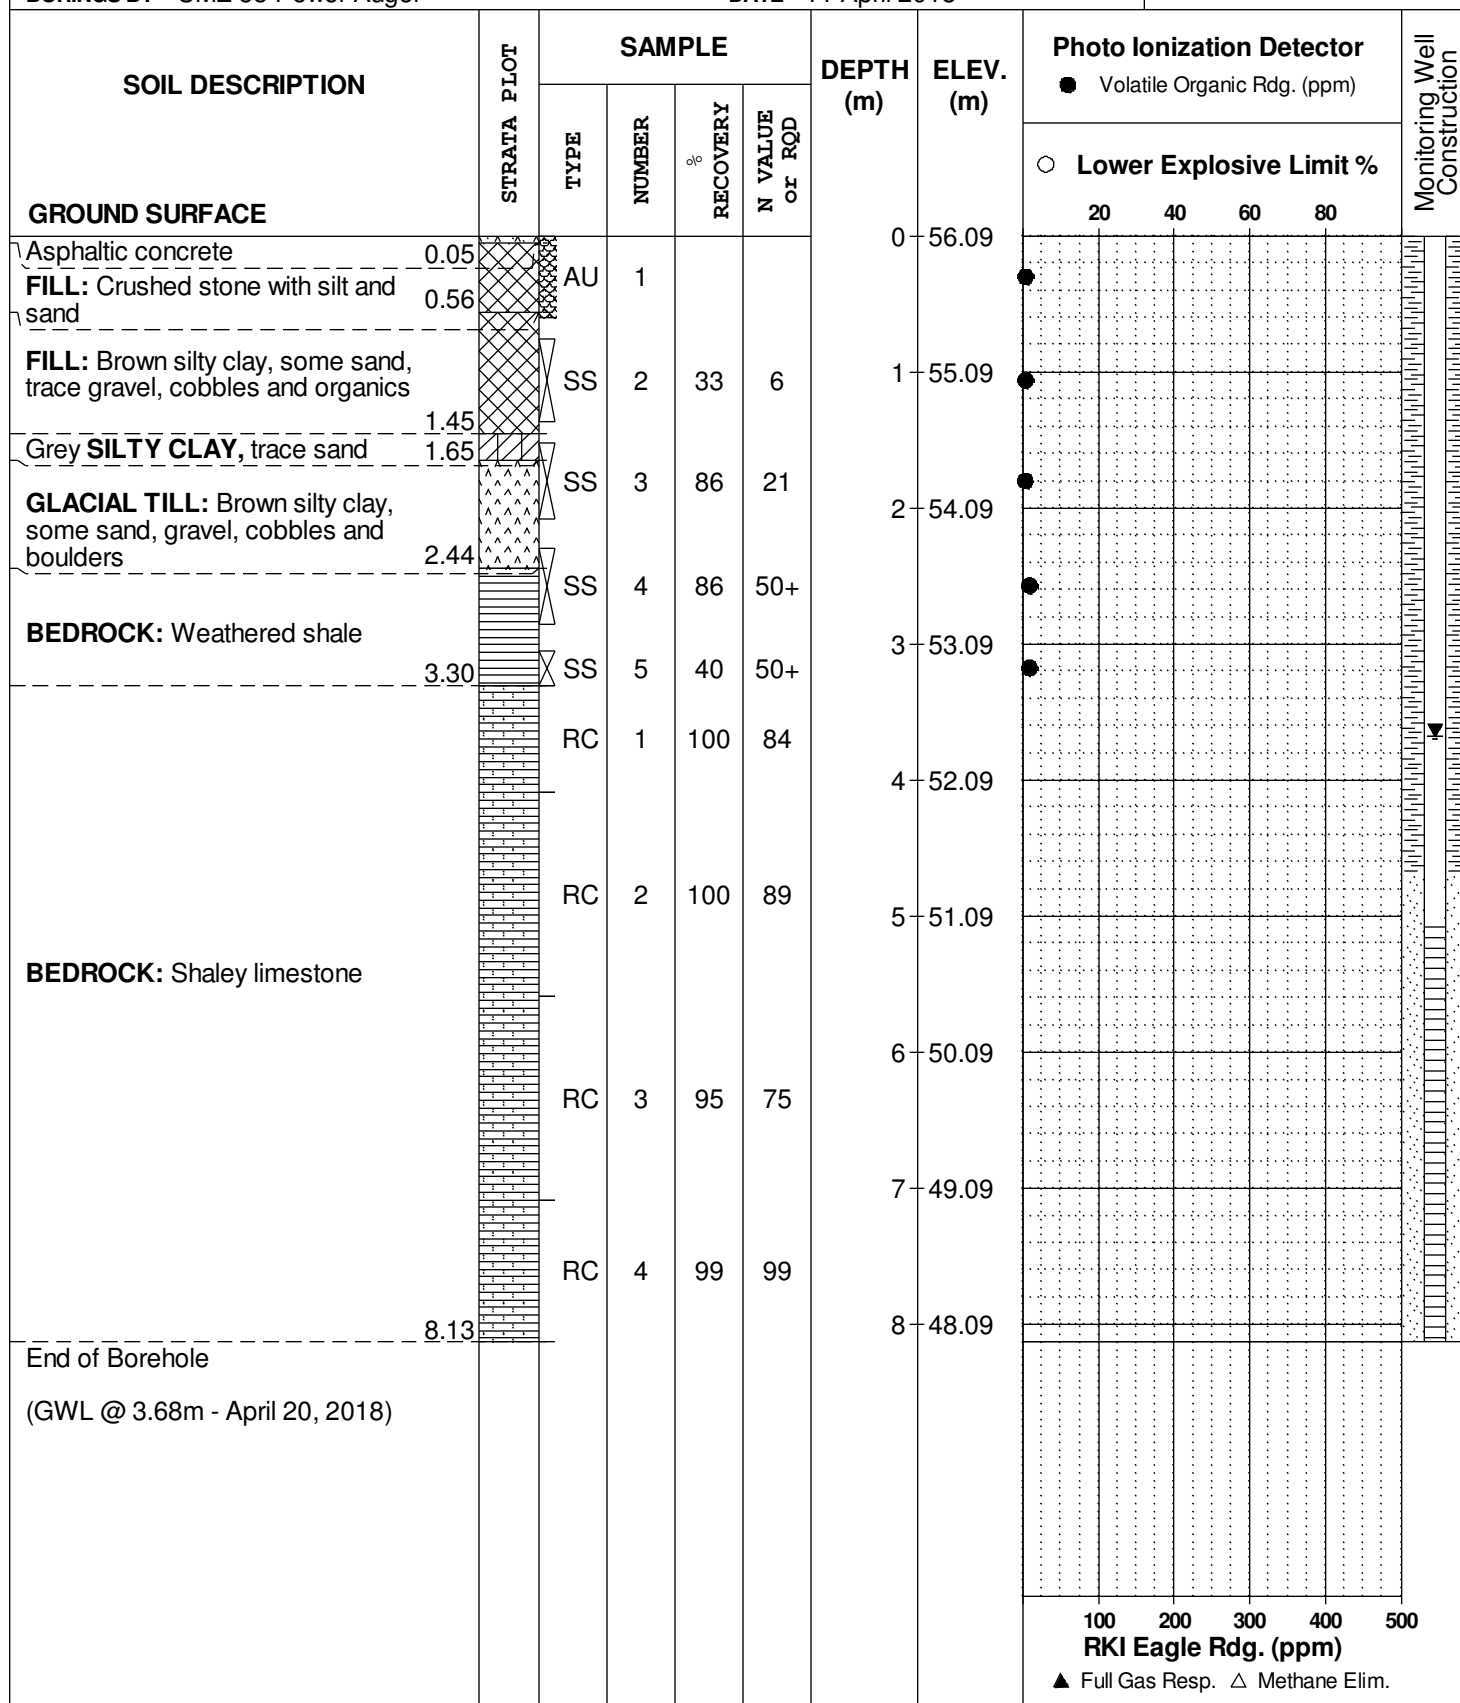 SOIL DESCRIPTION
GROUND SURFACE
STRATA PLOT
SAMPLE
TYPE
NUMBER
% RECOVERY
N VALUE or RQD
DEPTH (m)
ELEV. (m)
Photo Ionization Detector
● Volatile Organic Rdg. (ppm)
○ Lower Explosive Limit %
20 40 60 80
Monitoring Well Construction
0 56.09
Asphaltic concrete 0.05
AU 1
FILL: Crushed stone with silt and
sand 0.56
FILL: Brown silty clay, some sand,
trace gravel, cobbles and organics
1.45
SS 2 33 6
1 55.09
Grey SILTY CLAY, trace sand 1.65
SS 3 86 21
2 54.09
GLACIAL TILL: Brown silty clay,
some sand, gravel, cobbles and
boulders 2.44
SS 4 86 50+
BEDROCK: Weathered shale
3.30
3 53.09
SS 5 40 50+
RC 1 100 84
4 52.09
RC 2 100 89
5 51.09
BEDROCK: Shaley limestone
6 50.09
RC 3 95 75
7 49.09
RC 4 99 99
8.13
8 48.09
End of Borehole
(GWL @ 3.68m - April 20, 2018)
100 200 300 400 500
RKI Eagle Rdg. (ppm)
▲ Full Gas Resp. △ Methane Elim.